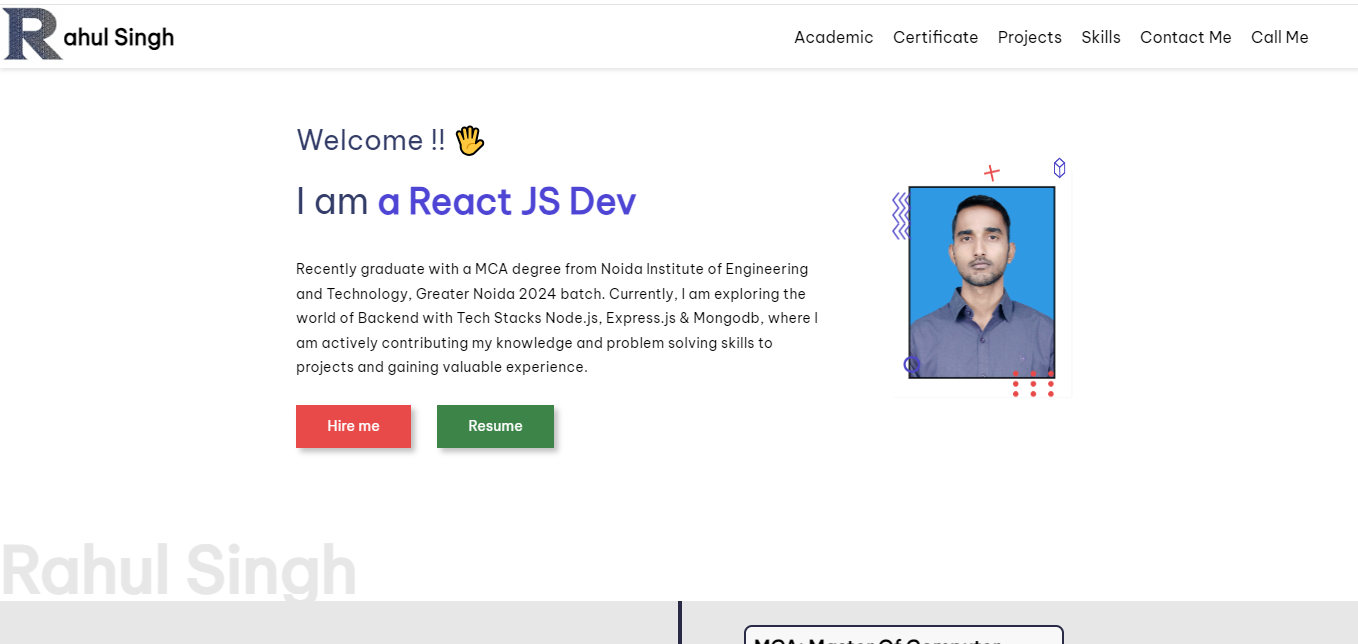 Rahul Singh
Academic Certificate Projects Skills Contact Me Call Me
Welcome !!
I am a React JS Dev
Recently graduate with a MCA degree from Noida Institute of Engineering
and Technology, Greater Noida 2024 batch. Currently, I am exploring the
world of Backend with Tech Stacks Node.js, Express.js & Mongodb, where I
am actively contributing my knowledge and problem solving skills to
projects and gaining valuable experience.
Hire me Resume
Rahul Singh
MCA: Master Of Computer